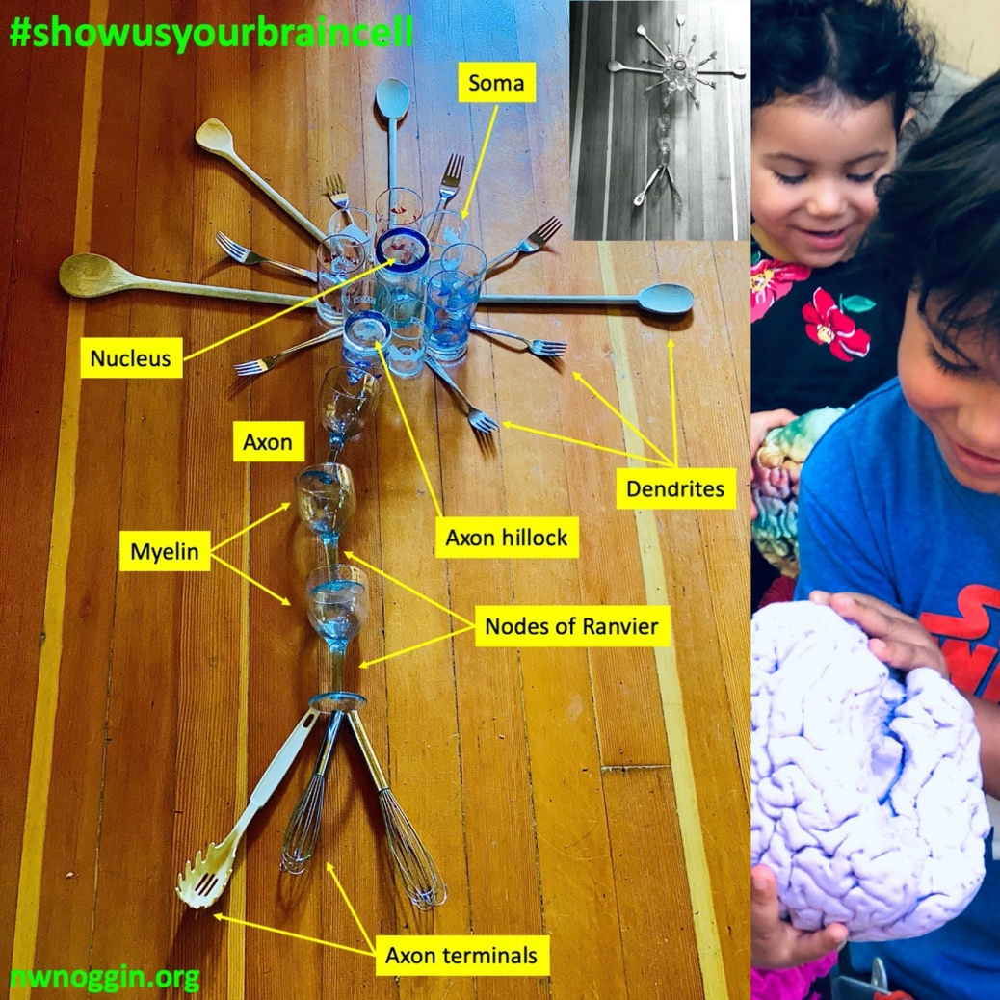 #showusyourbraincell
Soma
Nucleus
Axon
Dendrites
Axon hillock
Myelin
Nodes of Ranvier
Axon terminals
nwnoggin.org